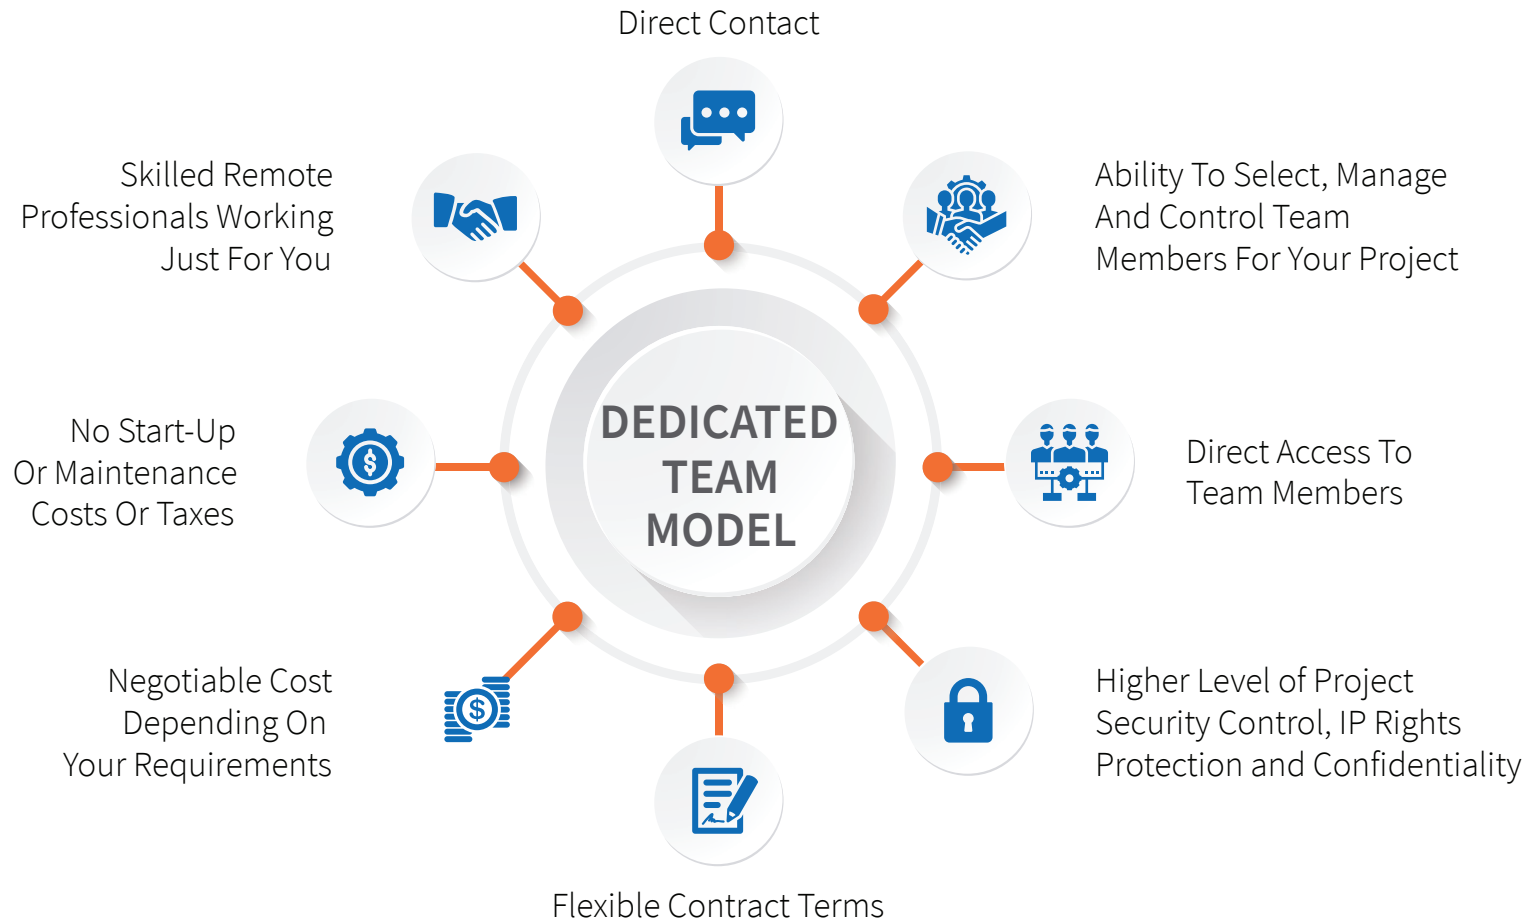 Direct Contact
Skilled Remote
Professionals Working
Just For You
Ability To Select, Manage
And Control Team
Members For Your Project
No Start-Up
Or Maintenance
Costs Or Taxes
DEDICATED
TEAM
MODEL
Direct Access To
Team Members
Negotiable Cost
Depending On
Your Requirements
Higher Level of Project
Security Control, IP Rights
Protection and Confidentiality
Flexible Contract Terms